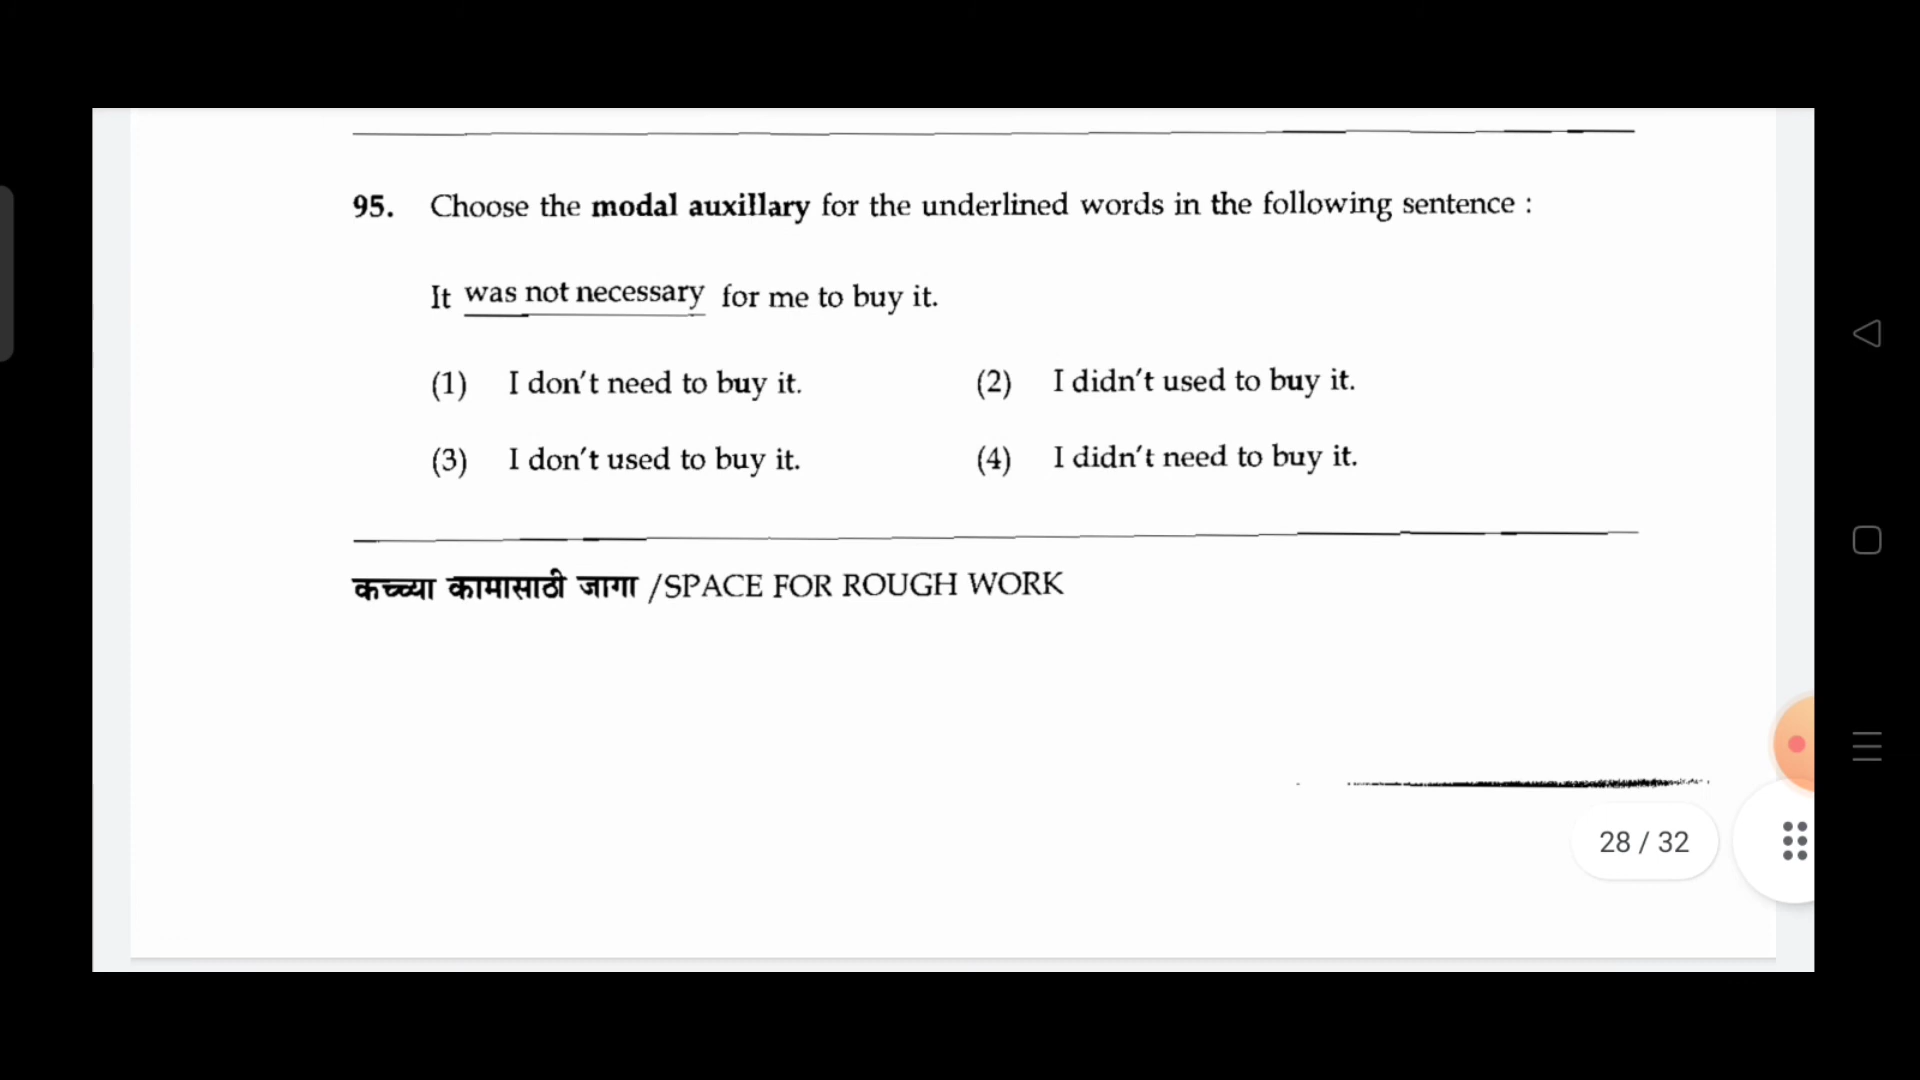 95. Choose the modal auxillary for the underlined words in the following sentence :
It was not necessary for me to buy it.
(1) I don't need to buy it. (2) I didn't used to buy it.
(3) I don't used to buy it. (4) I didn't need to buy it.
कच्च्या कामासाठी जागा /SPACE FOR ROUGH WORK
28 / 32